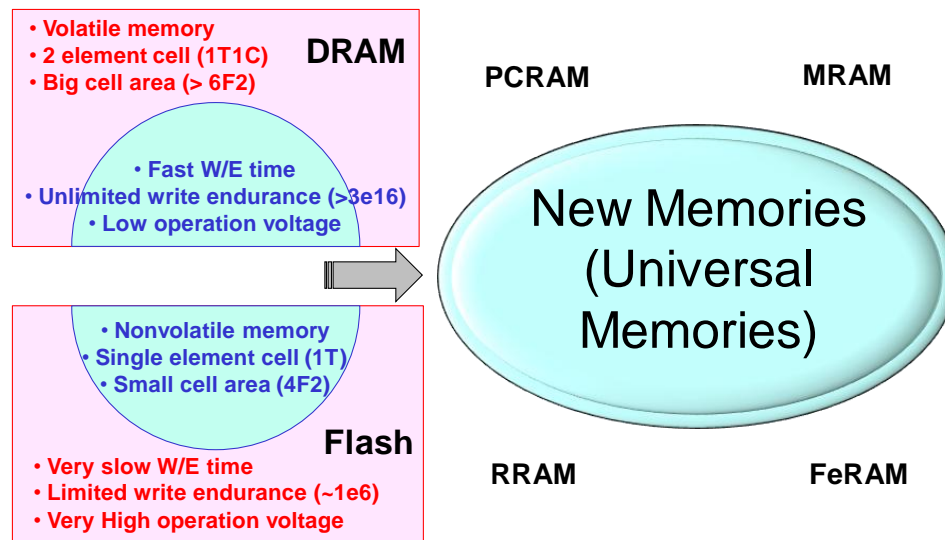 • Volatile memory
• 2 element cell (1T1C)
• Big cell area (> 6F2)
DRAM
• Fast W/E time
• Unlimited write endurance (>3e16)
• Low operation voltage
• Nonvolatile memory
• Single element cell (1T)
• Small cell area (4F2)
Flash
• Very slow W/E time
• Limited write endurance (~1e6)
• Very High operation voltage
PCRAM
MRAM
New Memories
(Universal
Memories)
RRAM
FeRAM